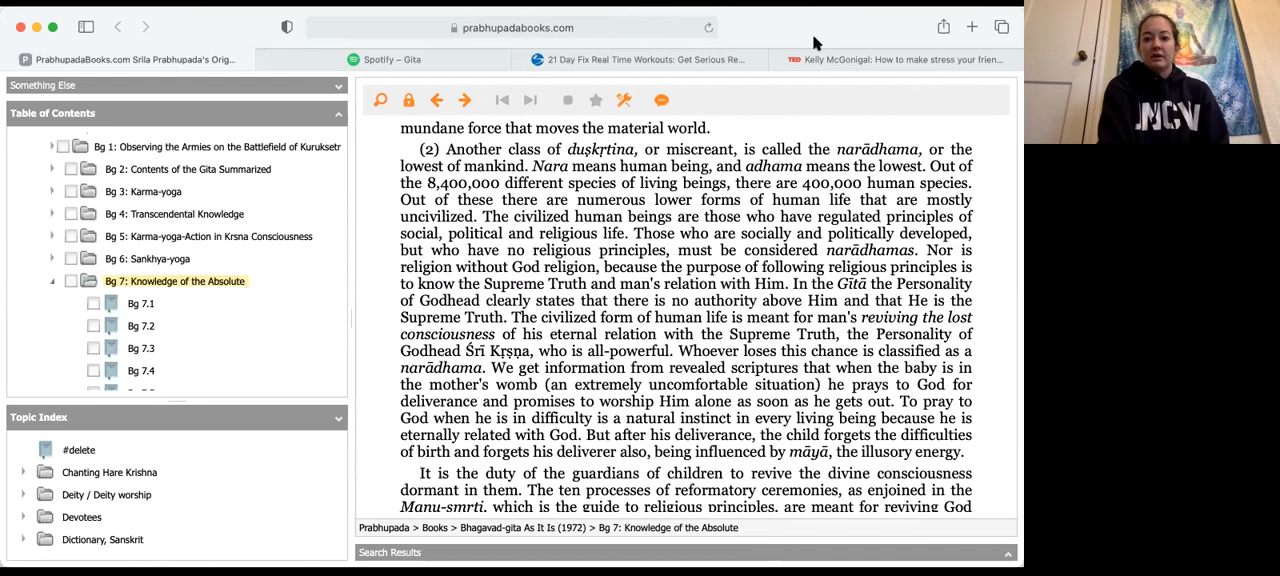 prabhupadabooks.com
PrabhupadaBooks.com Srila Prabhupada's Orig...
Spotify – Gita
21 Day Fix Real Time Workouts: Get Serious Re...
TED Kelly McGonigal: How to make stress your frien...
Something Else
Table of Contents
Bg 1: Observing the Armies on the Battlefield of Kuruksetr
Bg 2: Contents of the Gita Summarized
Bg 3: Karma-yoga
Bg 4: Transcendental Knowledge
Bg 5: Karma-yoga-Action in Krsna Consciousness
Bg 6: Sankhya-yoga
Bg 7: Knowledge of the Absolute
Bg 7.1
Bg 7.2
Bg 7.3
Bg 7.4
Topic Index
#delete
Chanting Hare Krishna
Deity / Deity worship
Devotees
Dictionary, Sanskrit
mundane force that moves the material world.
(2) Another class of duṣkṛtina, or miscreant, is called the narādhama, or the
lowest of mankind. Nara means human being, and adhama means the lowest. Out of
the 8,400,000 different species of living beings, there are 400,000 human species.
Out of these there are numerous lower forms of human life that are mostly
uncivilized. The civilized human beings are those who have regulated principles of
social, political and religious life. Those who are socially and politically developed,
but who have no religious principles, must be considered narādhamas. Nor is
religion without God religion, because the purpose of following religious principles is
to know the Supreme Truth and man's relation with Him. In the Gītā the Personality
of Godhead clearly states that there is no authority above Him and that He is the
Supreme Truth. The civilized form of human life is meant for man's reviving the lost
consciousness of his eternal relation with the Supreme Truth, the Personality of
Godhead Śrī Kṛṣṇa, who is all-powerful. Whoever loses this chance is classified as a
narādhama. We get information from revealed scriptures that when the baby is in
the mother's womb (an extremely uncomfortable situation) he prays to God for
deliverance and promises to worship Him alone as soon as he gets out. To pray to
God when he is in difficulty is a natural instinct in every living being because he is
eternally related with God. But after his deliverance, the child forgets the difficulties
of birth and forgets his deliverer also, being influenced by māyā, the illusory energy.
It is the duty of the guardians of children to revive the divine consciousness
dormant in them. The ten processes of reformatory ceremonies, as enjoined in the
Manu-smṛti, which is the guide to religious principles, are meant for reviving God
Prabhupada > Books > Bhagavad-gita As It Is (1972) > Bg 7: Knowledge of the Absolute
Search Results
UNCW